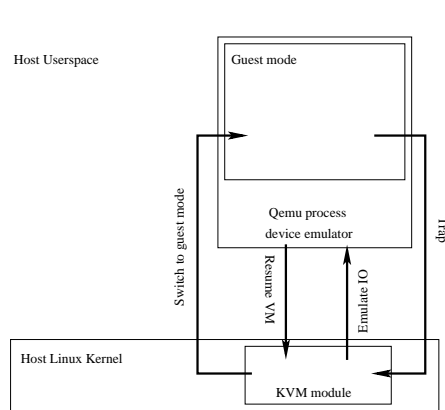 Host Userspace
Guest mode
Qemu process
device emulator
Switch to guest mode
Resume VM
Emulate IO
Trap
Host Linux Kernel
KVM module